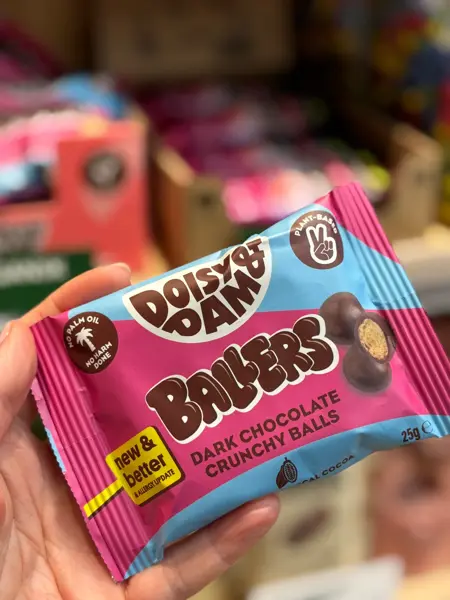 DOISY &
DAM
PLANT-BASED
NO PALM OIL
NO HARM
DONE
BALLERS
DARK CHOCOLATE
CRUNCHY BALLS
25g e
new &
better
& ALLERGY UPDATE
COCOA